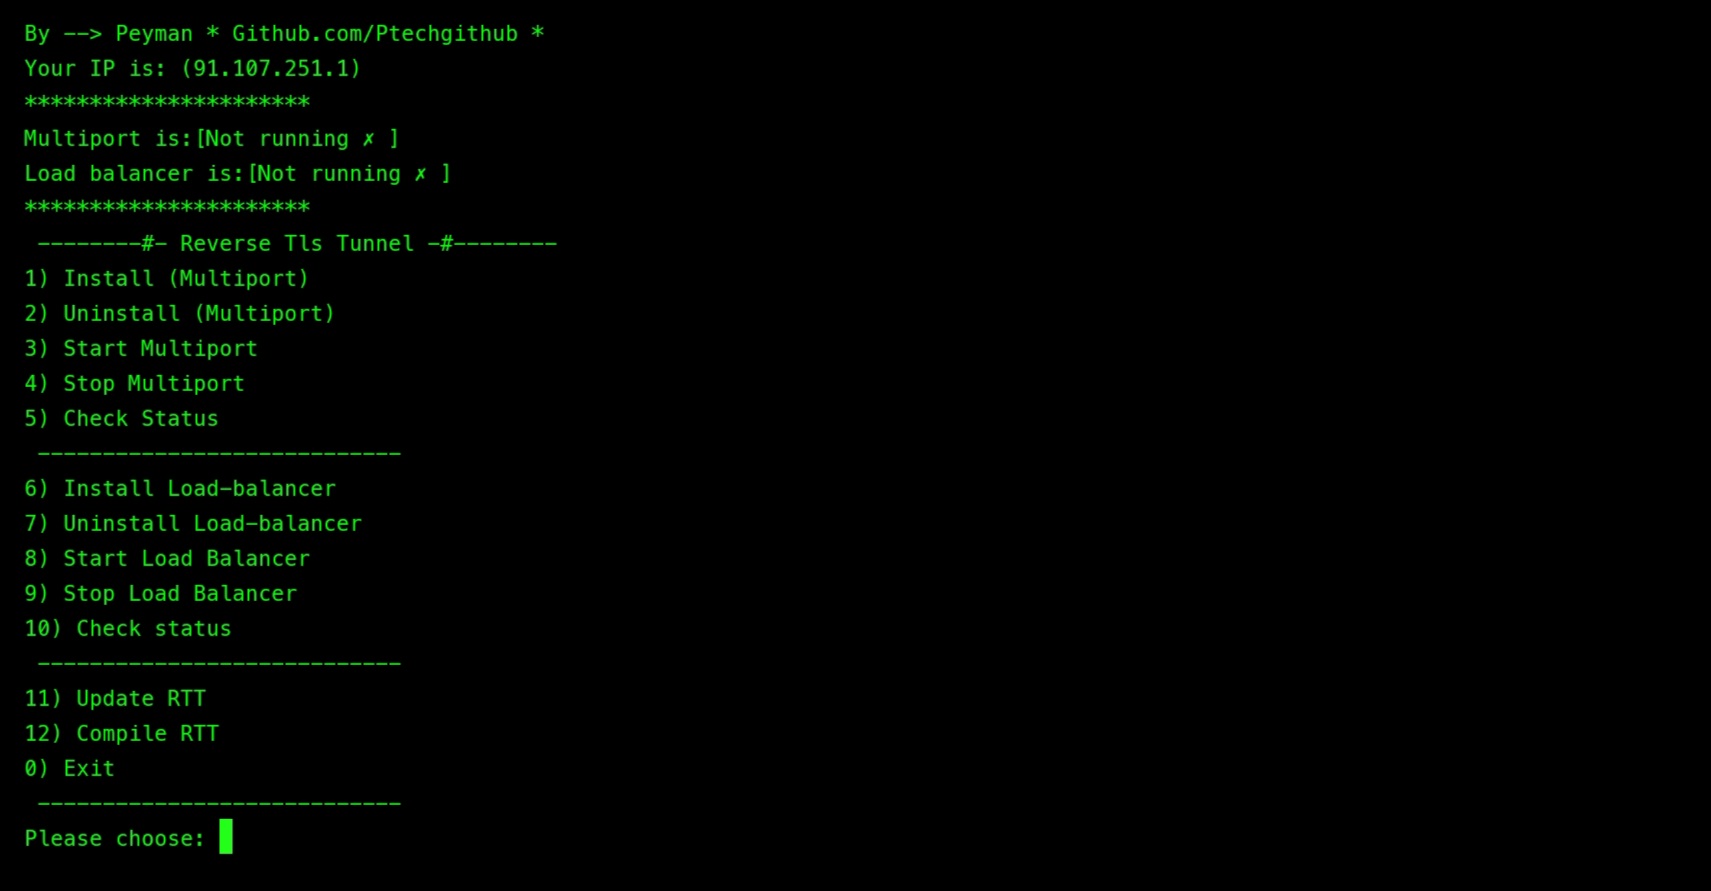 By --> Peyman * Github.com/Ptechgithub *
Your IP is: (91.107.251.1)
**********************
Multiport is:[Not running ✗ ]
Load balancer is:[Not running ✗ ]
**********************
 --------#- Reverse Tls Tunnel -#--------
1) Install (Multiport)
2) Uninstall (Multiport)
3) Start Multiport
4) Stop Multiport
5) Check Status
 ----------------------------
6) Install Load-balancer
7) Uninstall Load-balancer
8) Start Load Balancer
9) Stop Load Balancer
10) Check status
 ----------------------------
11) Update RTT
12) Compile RTT
0) Exit
 ----------------------------
Please choose: